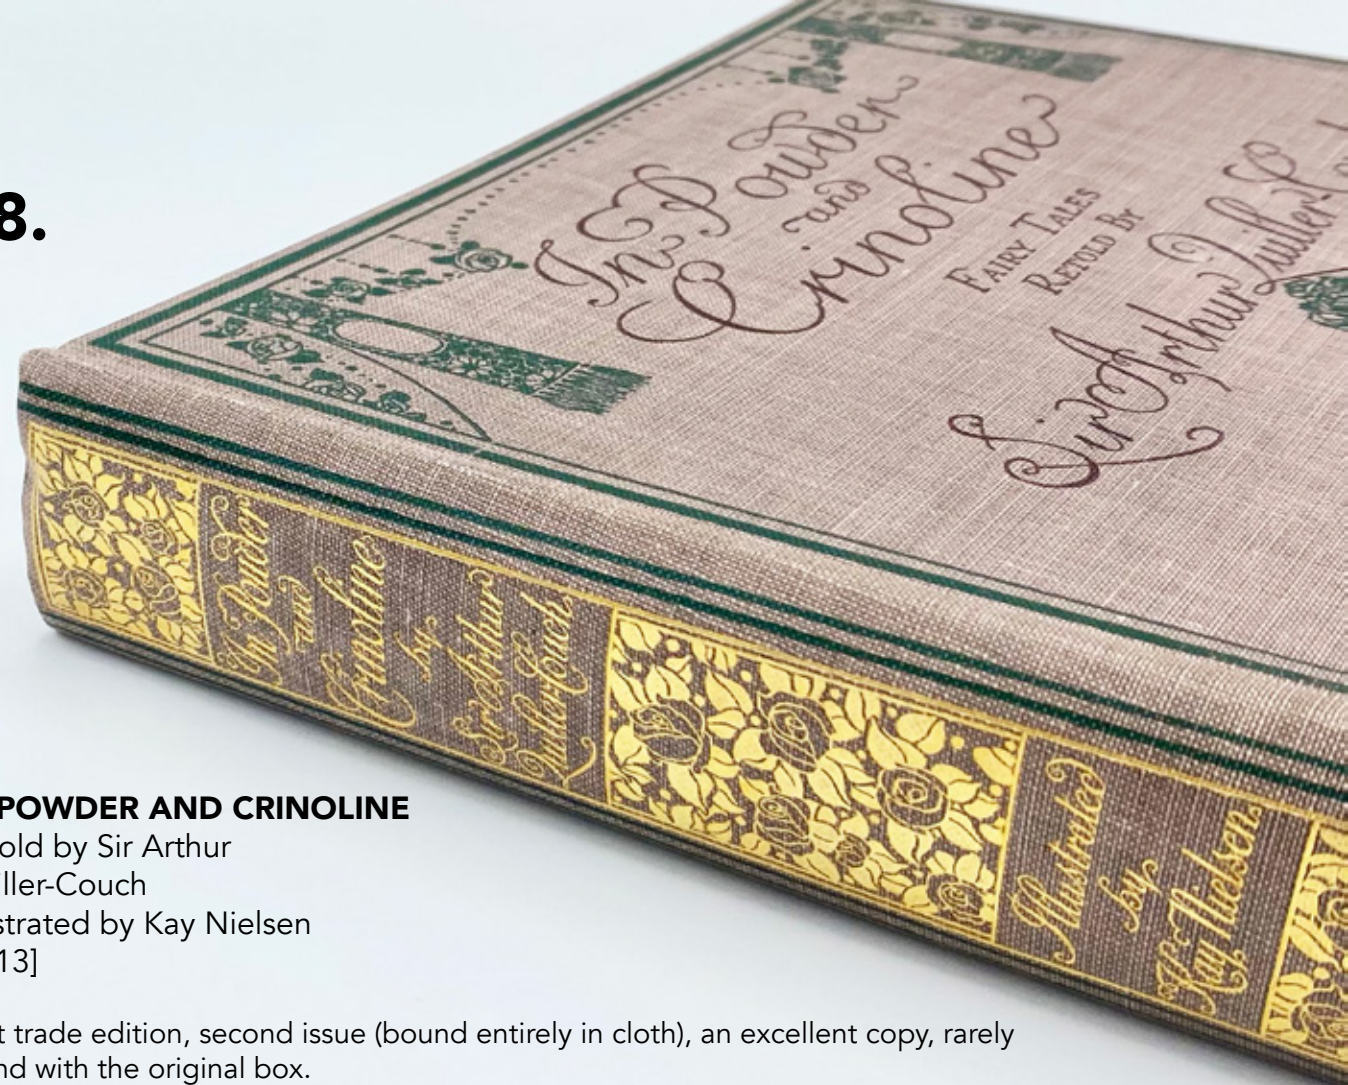 8.
In Powder
and
Crinoline
FAIRY TALES
RETOLD BY
Sir Arthur Quiller-Co
In Powder
and
Crinoline
by
Sir Arthur
Quiller-Couch
Illustrated
by
Kay Nielsen
POWDER AND CRINOLINE
old by Sir Arthur
iller-Couch
strated by Kay Nielsen
13]
t trade edition, second issue (bound entirely in cloth), an excellent copy, rarely
nd with the original box.